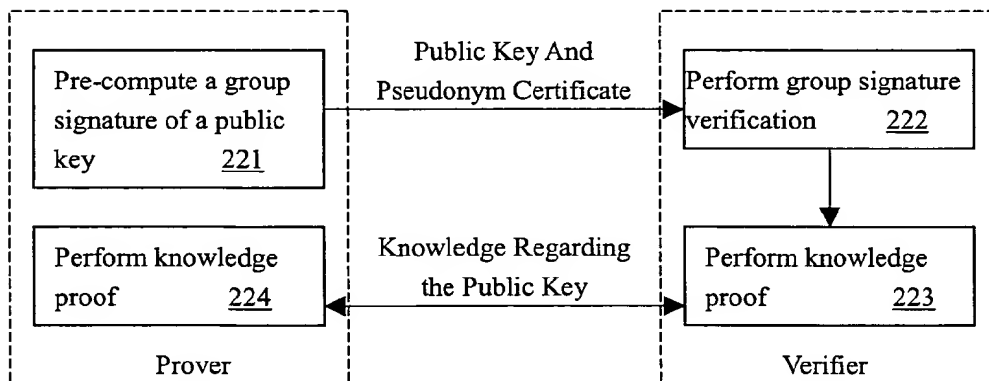 Pre-compute a group
signature of a public
key 221
Public Key And
Pseudonym Certificate
Perform group signature
verification 222
Perform knowledge
proof 224
Knowledge Regarding
the Public Key
Perform knowledge
proof 223
Prover
Verifier